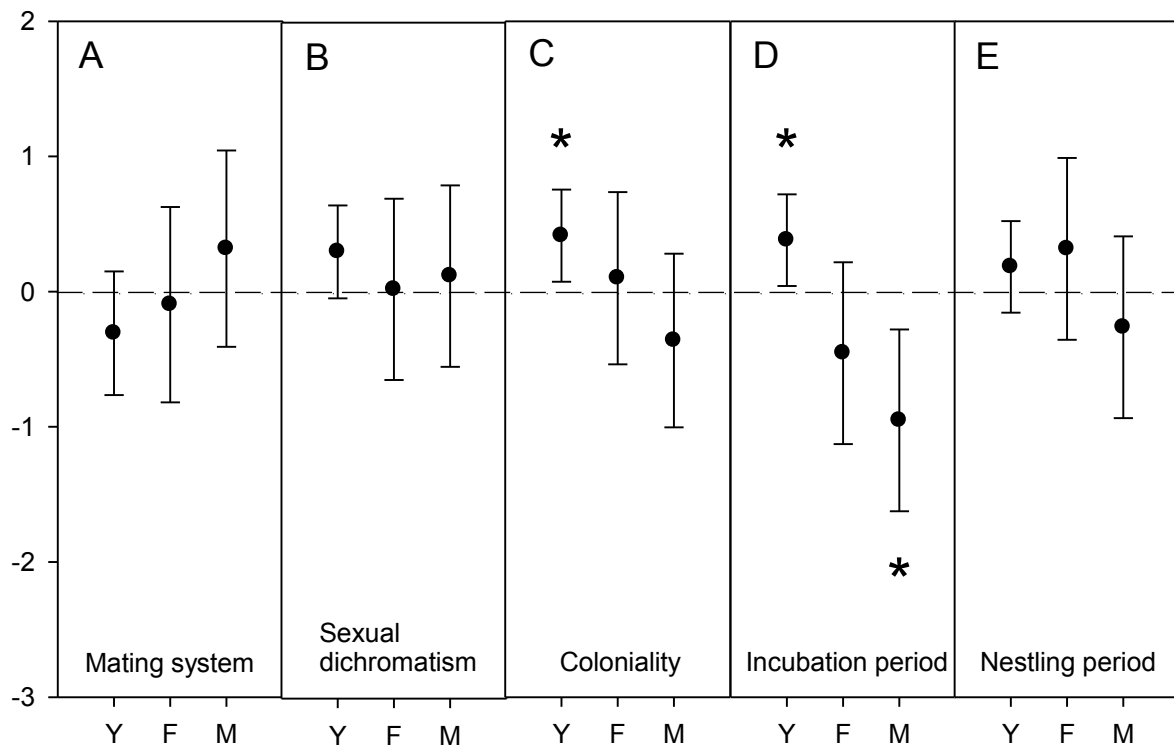 2
1
0
-1
-2
-3
A
B
C
D
E
*
*
*
Mating system
Sexual
dichromatism
Coloniality
Incubation period
Nestling period
Y F M Y F M Y F M Y F M Y F M